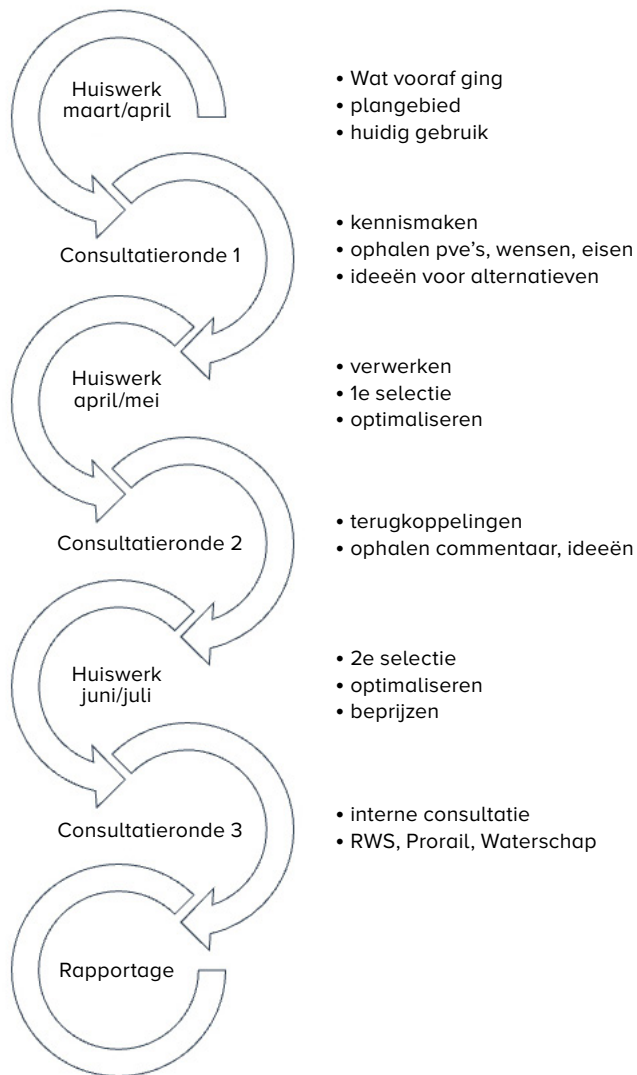 Huiswerk
maart/april
• Wat vooraf ging
• plangebied
• huidig gebruik
Consultatieronde 1
• kennismaken
• ophalen pve's, wensen, eisen
• ideeën voor alternatieven
Huiswerk
april/mei
• verwerken
• 1e selectie
• optimaliseren
Consultatieronde 2
• terugkoppelingen
• ophalen commentaar, ideeën
Huiswerk
juni/juli
• 2e selectie
• optimaliseren
• beprijzen
Consultatieronde 3
• interne consultatie
• RWS, Prorail, Waterschap
Rapportage